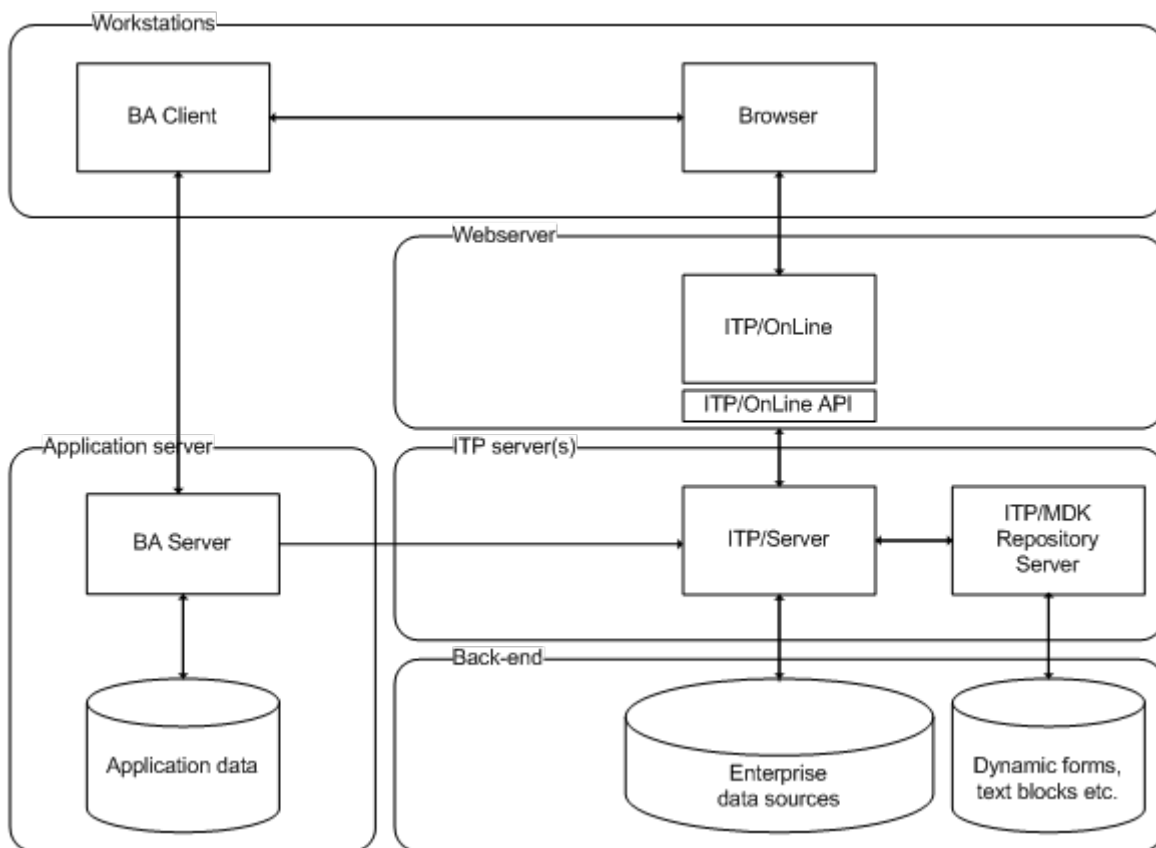 Workstations
BA Client
Browser
Webserver
ITP/OnLine
ITP/OnLine API
Application server
ITP server(s)
BA Server
ITP/Server
ITP/MDK
Repository
Server
Back-end
Application data
Enterprise
data sources
Dynamic forms,
text blocks etc.